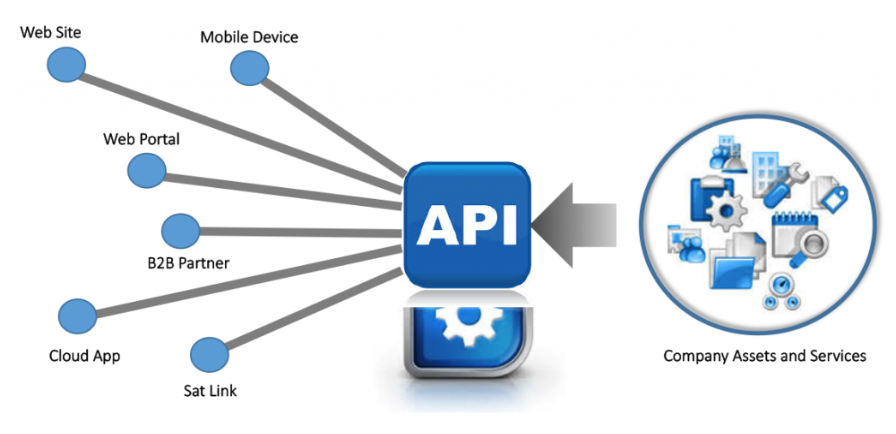 Web Site
Mobile Device
Web Portal
API
B2B Partner
Cloud App
Company Assets and Services
Sat Link